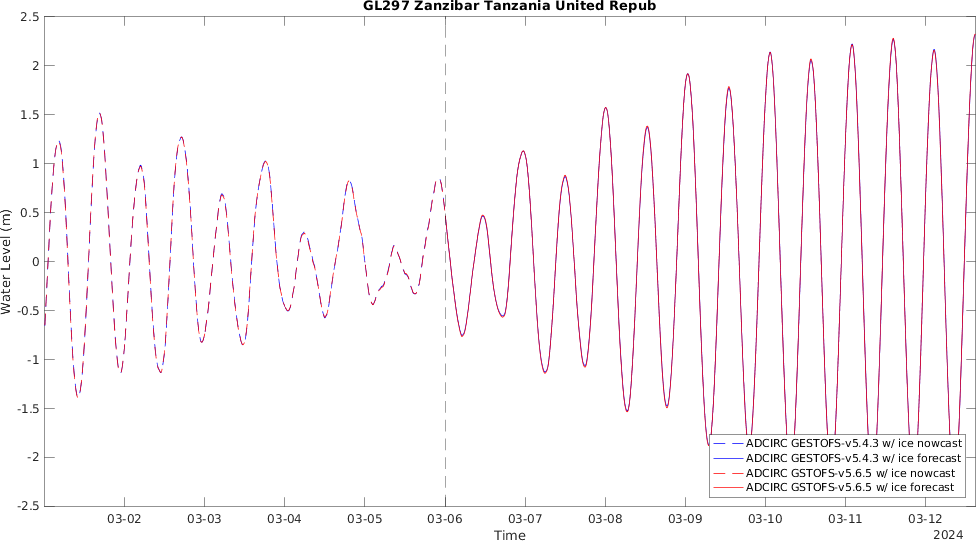 GL297 Zanzibar Tanzania United Repub
2.5
2
1.5
1
0.5
0
-0.5
-1
-1.5
-2
-2.5
Water Level (m)
ADCIRC GESTOFS-v5.4.3 w/ ice nowcast
ADCIRC GESTOFS-v5.4.3 w/ ice forecast
ADCIRC GSTOFS-v5.6.5 w/ ice nowcast
ADCIRC GSTOFS-v5.6.5 w/ ice forecast
03-02 03-03 03-04 03-05 03-06 03-07 03-08 03-09 03-10 03-11 03-12
Time
2024